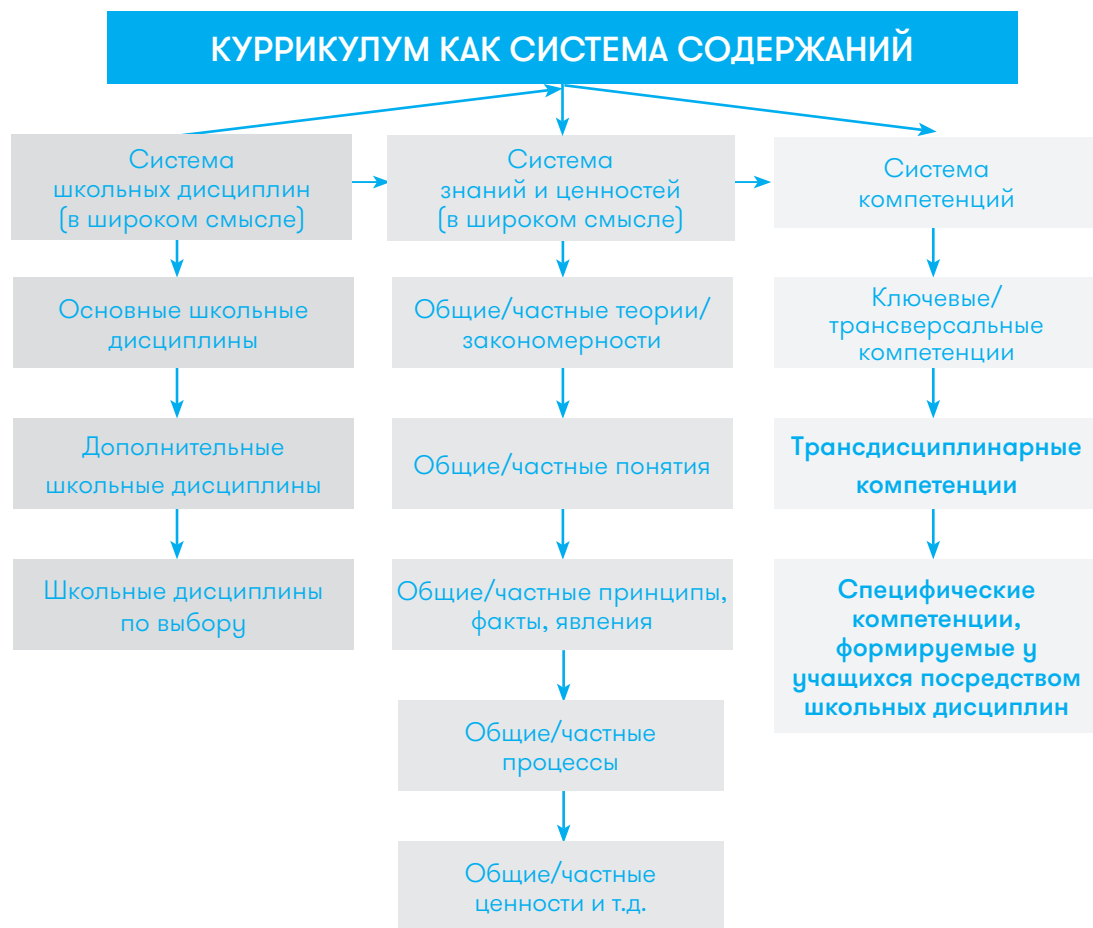 КУРРИКУЛУМ КАК СИСТЕМА СОДЕРЖАНИЙ
Система
школьных дисциплин
(в широком смысле)
Основные школьные
дисциплины
Дополнительные
школьные дисциплины
Школьные дисциплины
по выбору
Система
знаний и ценностей
(в широком смысле)
Общие/частные теории/
закономерности
Общие/частные понятия
Общие/частные принципы,
факты, явления
Общие/частные
процессы
Общие/частные
ценности и т.д.
Система
компетенций
Ключевые/
трансверсальные
компетенции
Трансдисциплинарные
компетенции
Специфические
компетенции,
формируемые у
учащихся посредством
школьных дисциплин